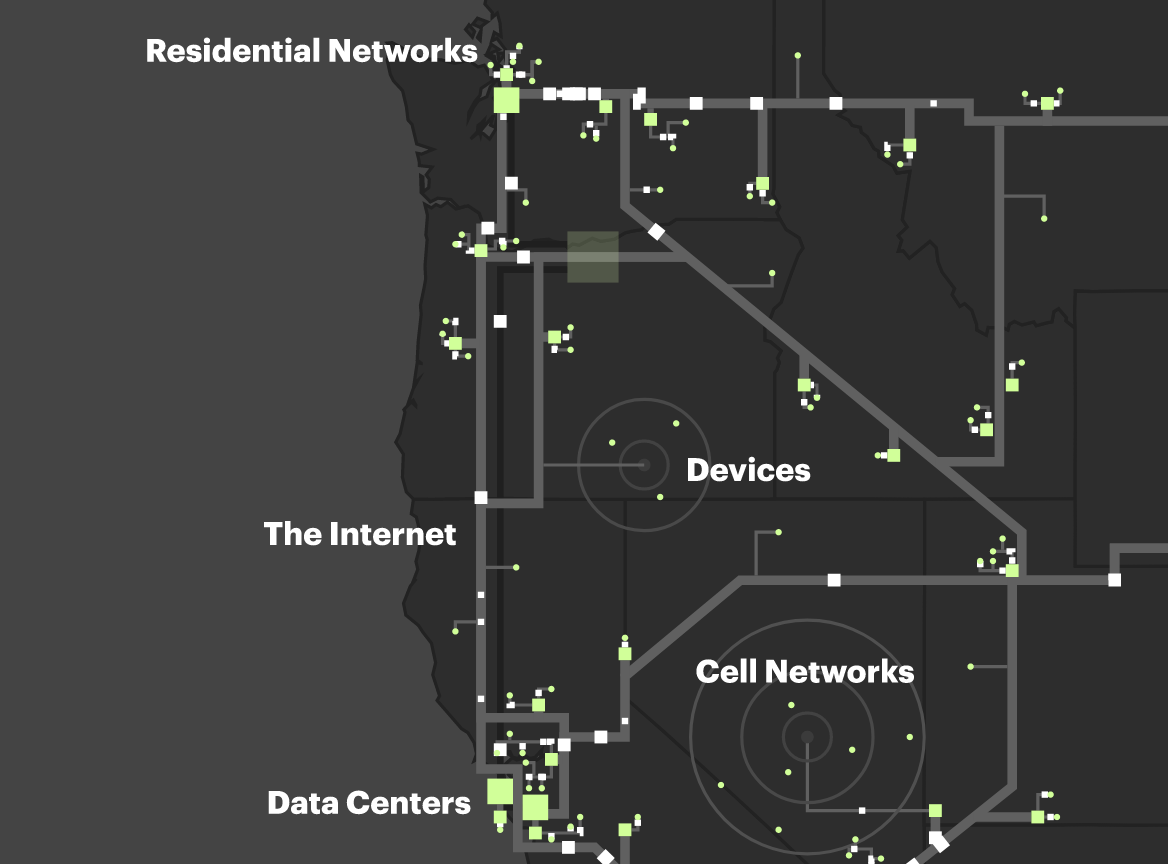 Residential Networks
Devices
The Internet
Cell Networks
Data Centers